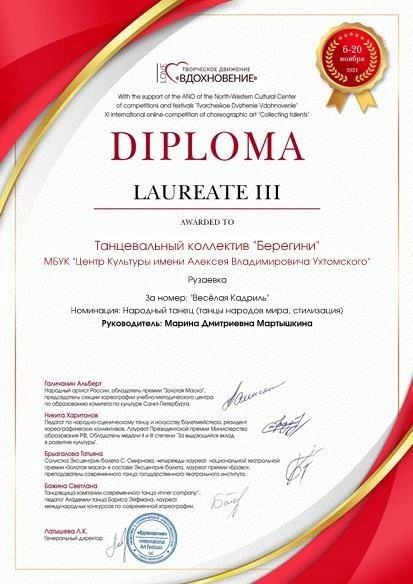 6-20
ноября
2021
I LOVE
ТВОРЧЕСКОЕ ДВИЖЕНИЕ
«ВДОХНОВЕНИЕ»
With the support of the ANO of the North-Western Cultural Center
of competitions and festivals "Tvorcheskoe Dvizhenie Vdohnovenie"
XI international online-competition of choreographic art "Collecting talents"
DIPLOMA
LAUREATE III
AWARDED TO
Танцевальный коллектив "Берегини"
МБУК "Центр Культуры имени Алексея Владимировича Ухтомского"
Рузаевка
За номер: "Весёлая Кадриль"
Номинация: Народный танец (танцы народов мира, стилизация)
Руководитель: Марина Дмитриевна Мартышкина
Галичанин Альберт
Народный артист России, обладатель премии "Золотая Маска",
председатель секции хореографии учебно-методического центра
по образованию комитета по культуре Санкт-Петербурга.
Никита Харитонов
Педагог по народно-сценическому танцу и искусству балетмейстера, резидент
хореографических коллективов. Лауреат Президентской премии Министерства
образования РФ. Обладатель медали II и III степени "За выдающийся вклад
в развитие культуры".
Брызгалова Татьяна
Солистка Эксцентрик-балета С. Смирнова, четырежды лауреат национальной театральной
премии «Золотая маска» в составе Эксцентрик балета, лауреат премии «Браво»,
преподаватель современного танца государственного театрального института.
Бажина Светлана
Танцовщица компании современного танца «Inner company»,
педагог Академии танца Бориса Эйфмана, лауреат
международных конкурсов по современной хореографии.
Латышева Л.К.
Генеральный директор
«Вдохновение»
«International
Art Festival»
LLC